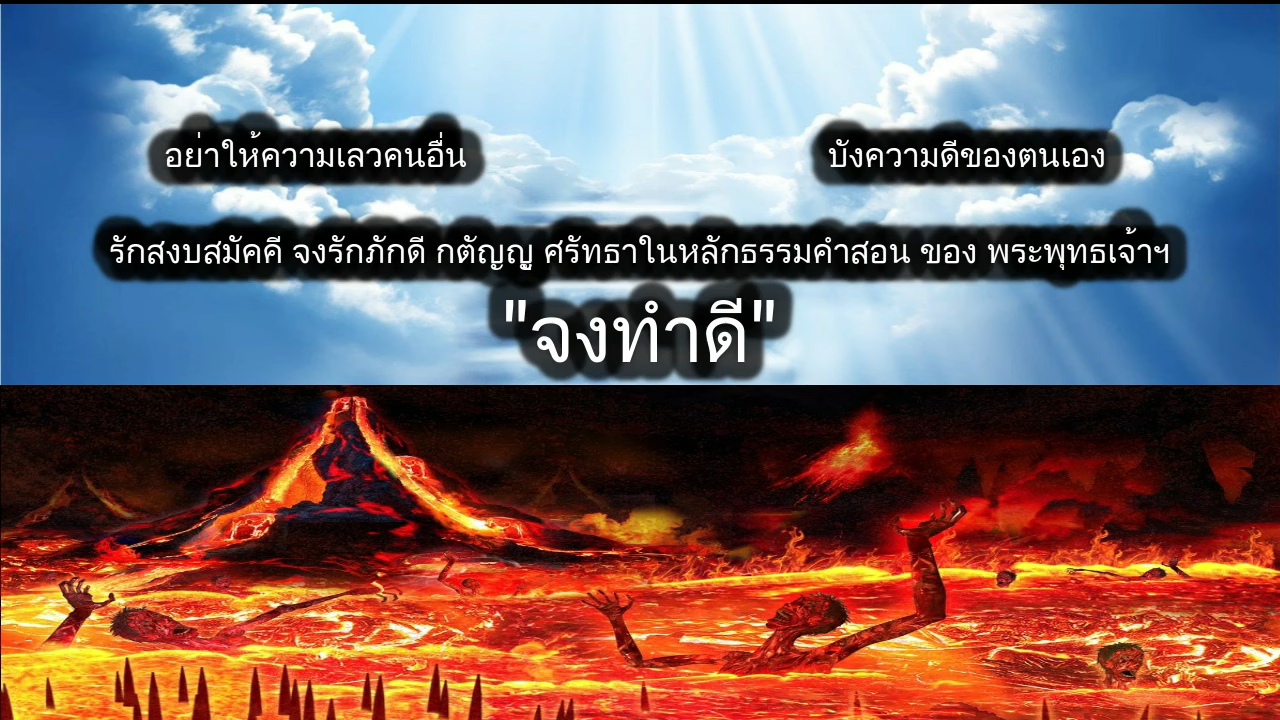 อย่าให้ความเลวคนอื่น บังความดีของตนเอง
รักสงบสมัคคี จงรักภักดี กตัญญู ศรัทธาในหลักธรรมคำสอน ของ พระพุทธเจ้าฯ
"จงทำดี"